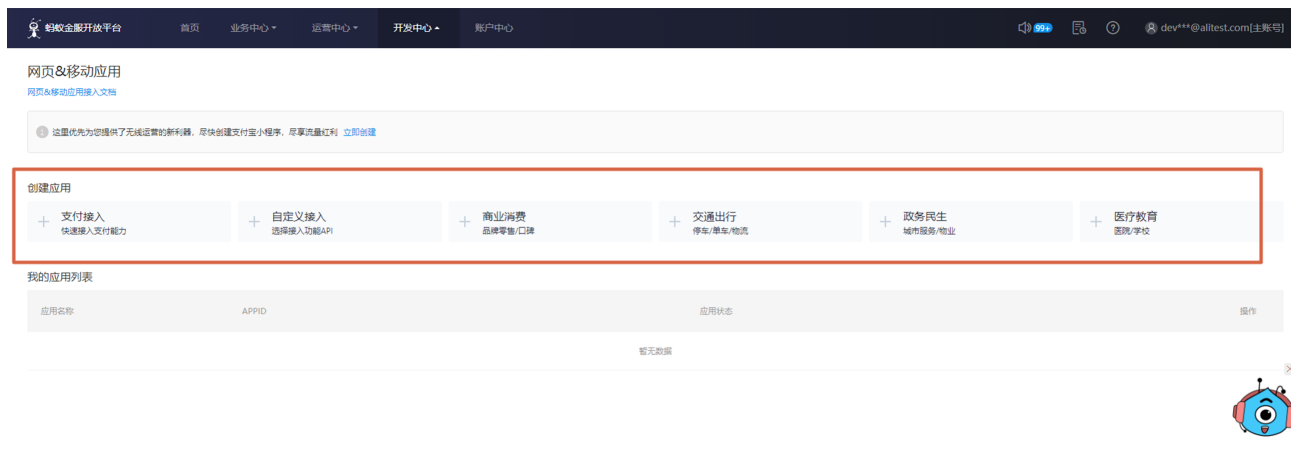 蚂蚁金服开放平台 首页 业务中心 运营中心 开发中心 账户中心 99+ dev***@alitest.com[主账号]
网页&移动应用
网页&移动应用接入文档
这里优先为您提供了无线运营的新利器，尽快创建支付宝小程序，尽享流量红利 立即创建
创建应用
支付接入 自定义接入 商业消费 交通出行 政务民生 医疗教育
快速接入支付能力 选择接入功能API 品牌零售/口碑 停车/单车/物流 城市服务/物业 医院/学校
我的应用列表
应用名称 APPID 应用状态 操作
暂无数据